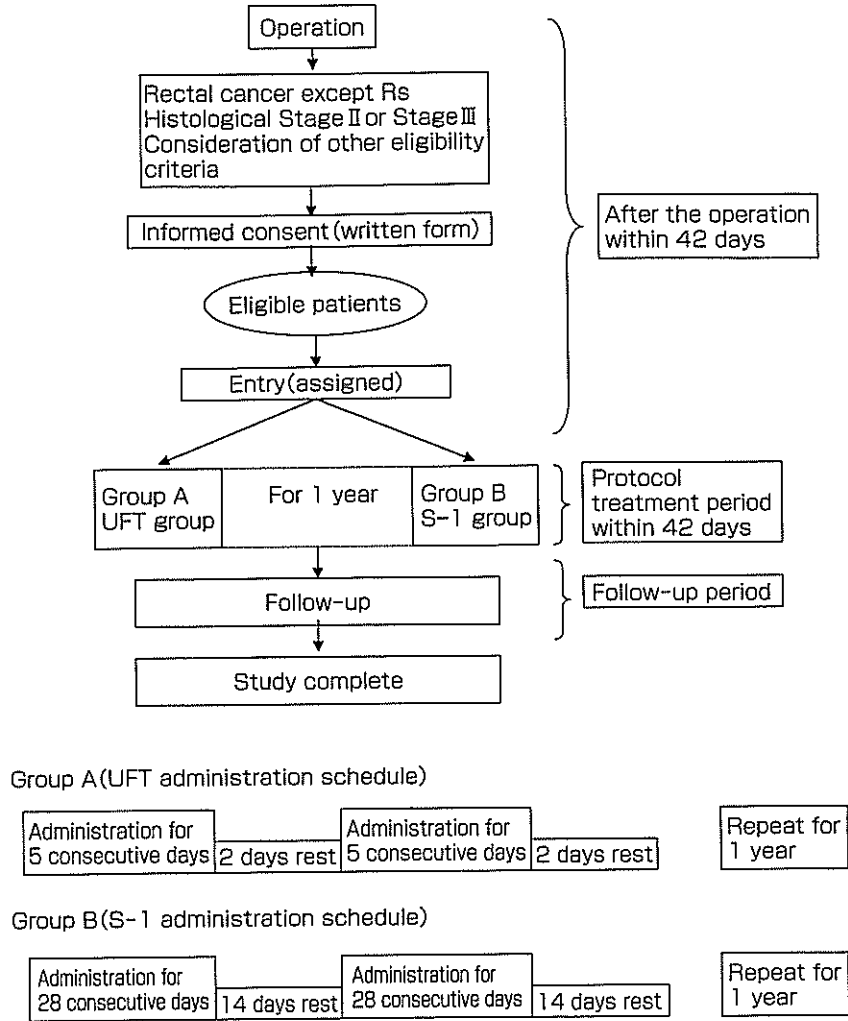 Operation
Rectal cancer except Rs
Histological Stage Ⅱ or Stage Ⅲ
Consideration of other eligibility
criteria
Informed consent (written form)
After the operation
within 42 days
Eligible patients
Entry (assigned)
Group A
UFT group
For 1 year
Group B
S-1 group
Protocol
treatment period
within 42 days
Follow-up
Follow-up period
Study complete
Group A (UFT administration schedule)
Administration for
5 consecutive days
2 days rest
Administration for
5 consecutive days
2 days rest
Repeat for
1 year
Group B (S-1 administration schedule)
Administration for
28 consecutive days
14 days rest
Administration for
28 consecutive days
14 days rest
Repeat for
1 year